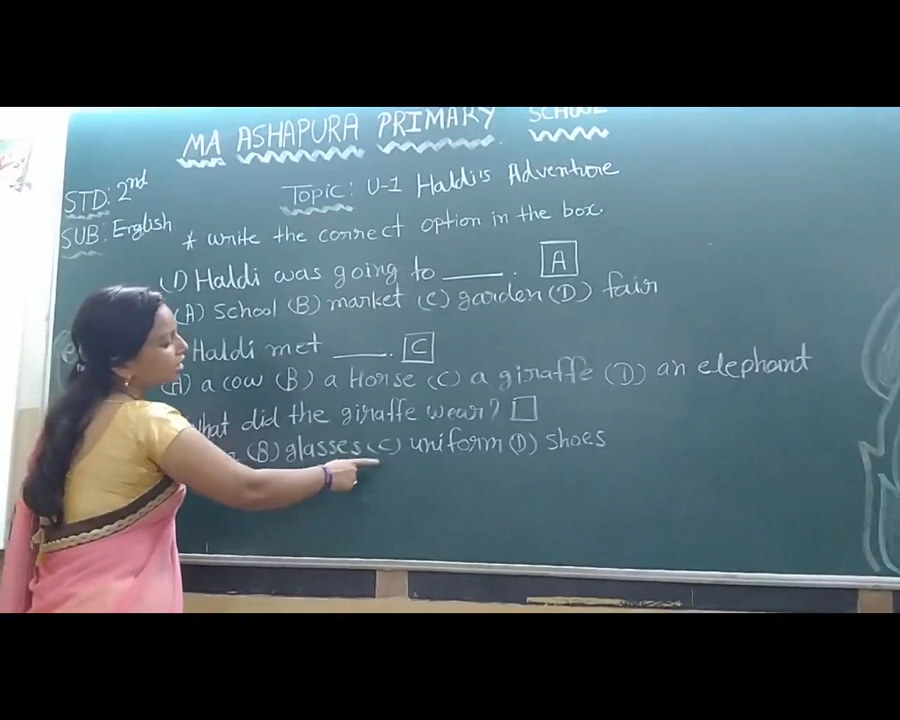 MA ASHAPURA PRIMARY SCHOOL
STD: 2nd
Topic: U-1 Haldi's Adventure
SUB: English
* write the correct option in the box.
(1) Haldi was going to ____. A
(A) School (B) market (C) garden (D) fair
Haldi met ____. C
(A) a cow (B) a Horse (C) a giraffe (D) an elephant
what did the giraffe wear?
(B) glasses (C) uniform (D) shoes